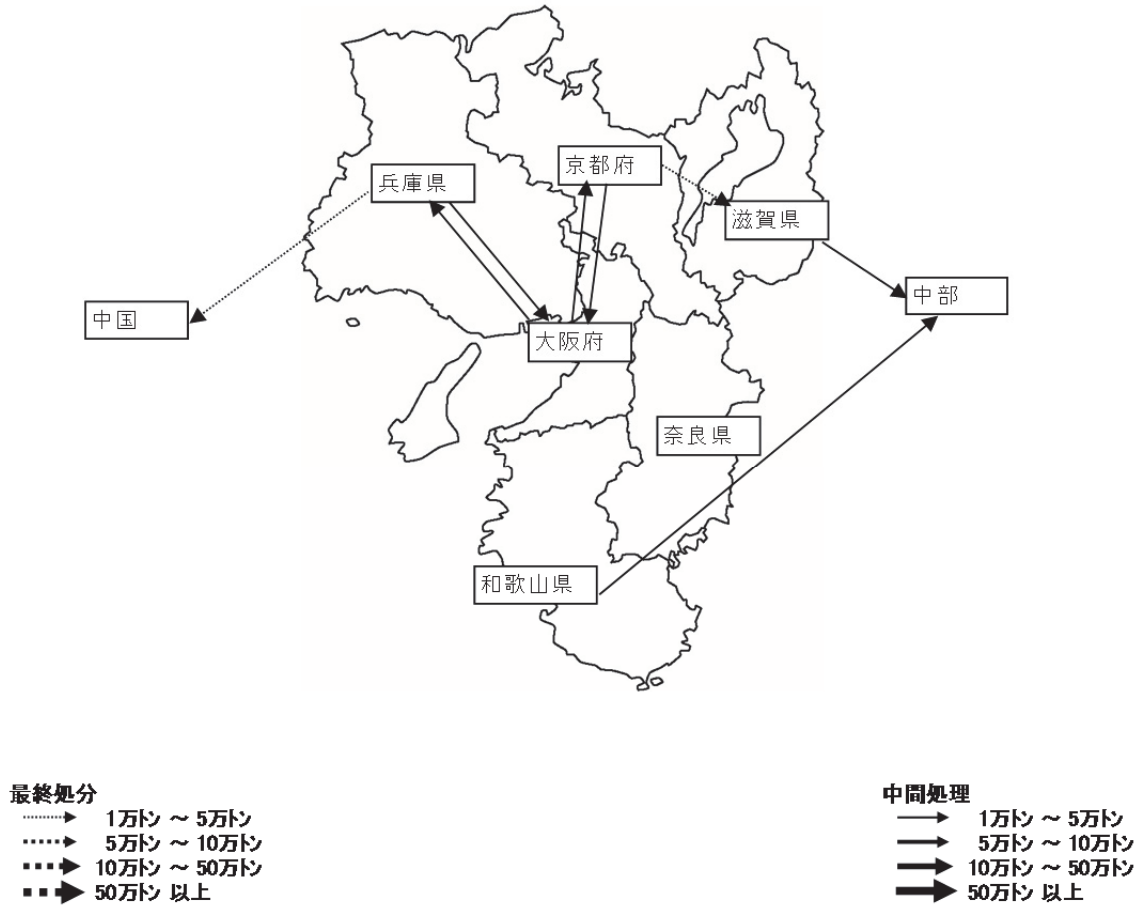 京都府
兵庫県
滋賀県
中部
中国
大阪府
奈良県
和歌山県
最終処分
1万トン ~ 5万トン
5万トン ~ 10万トン
10万トン ~ 50万トン
50万トン 以上
中間処理
1万トン ~ 5万トン
5万トン ~ 10万トン
10万トン ~ 50万トン
50万トン 以上